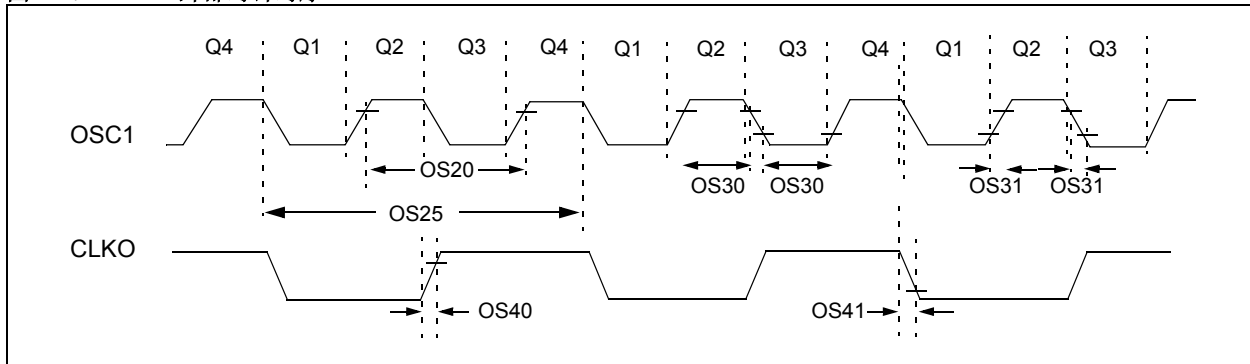 Q4 Q1 Q2 Q3 Q4 Q1 Q2 Q3 Q4 Q1 Q2 Q3
OSC1
OS20
OS30 OS30
OS31 OS31
OS25
CLKO
OS40
OS41